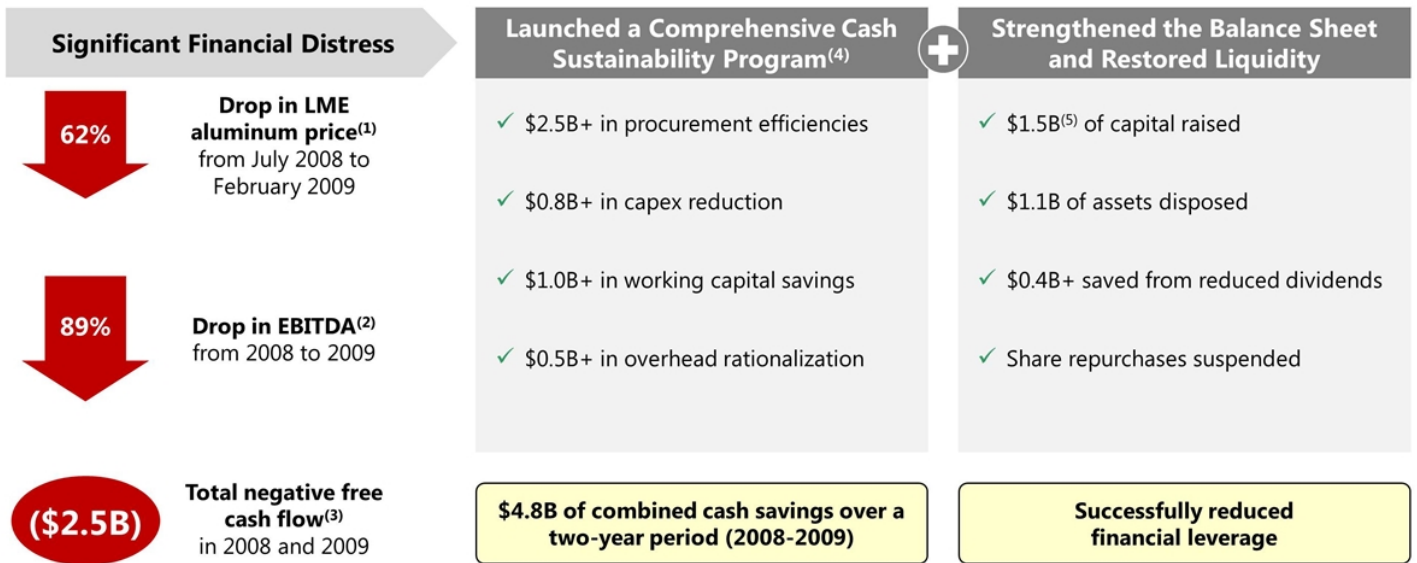 Significant Financial Distress
62%
Drop in LME
aluminum price(1)
from July 2008 to
February 2009
89%
Drop in EBITDA(2)
from 2008 to 2009
($2.5B)
Total negative free
cash flow(3)
in 2008 and 2009
Launched a Comprehensive Cash
Sustainability Program(4)
✓ $2.5B+ in procurement efficiencies
✓ $0.8B+ in capex reduction
✓ $1.0B+ in working capital savings
✓ $0.5B+ in overhead rationalization
$4.8B of combined cash savings over a
two-year period (2008-2009)
+
Strengthened the Balance Sheet
and Restored Liquidity
✓ $1.5B(5) of capital raised
✓ $1.1B of assets disposed
✓ $0.4B+ saved from reduced dividends
✓ Share repurchases suspended
Successfully reduced
financial leverage